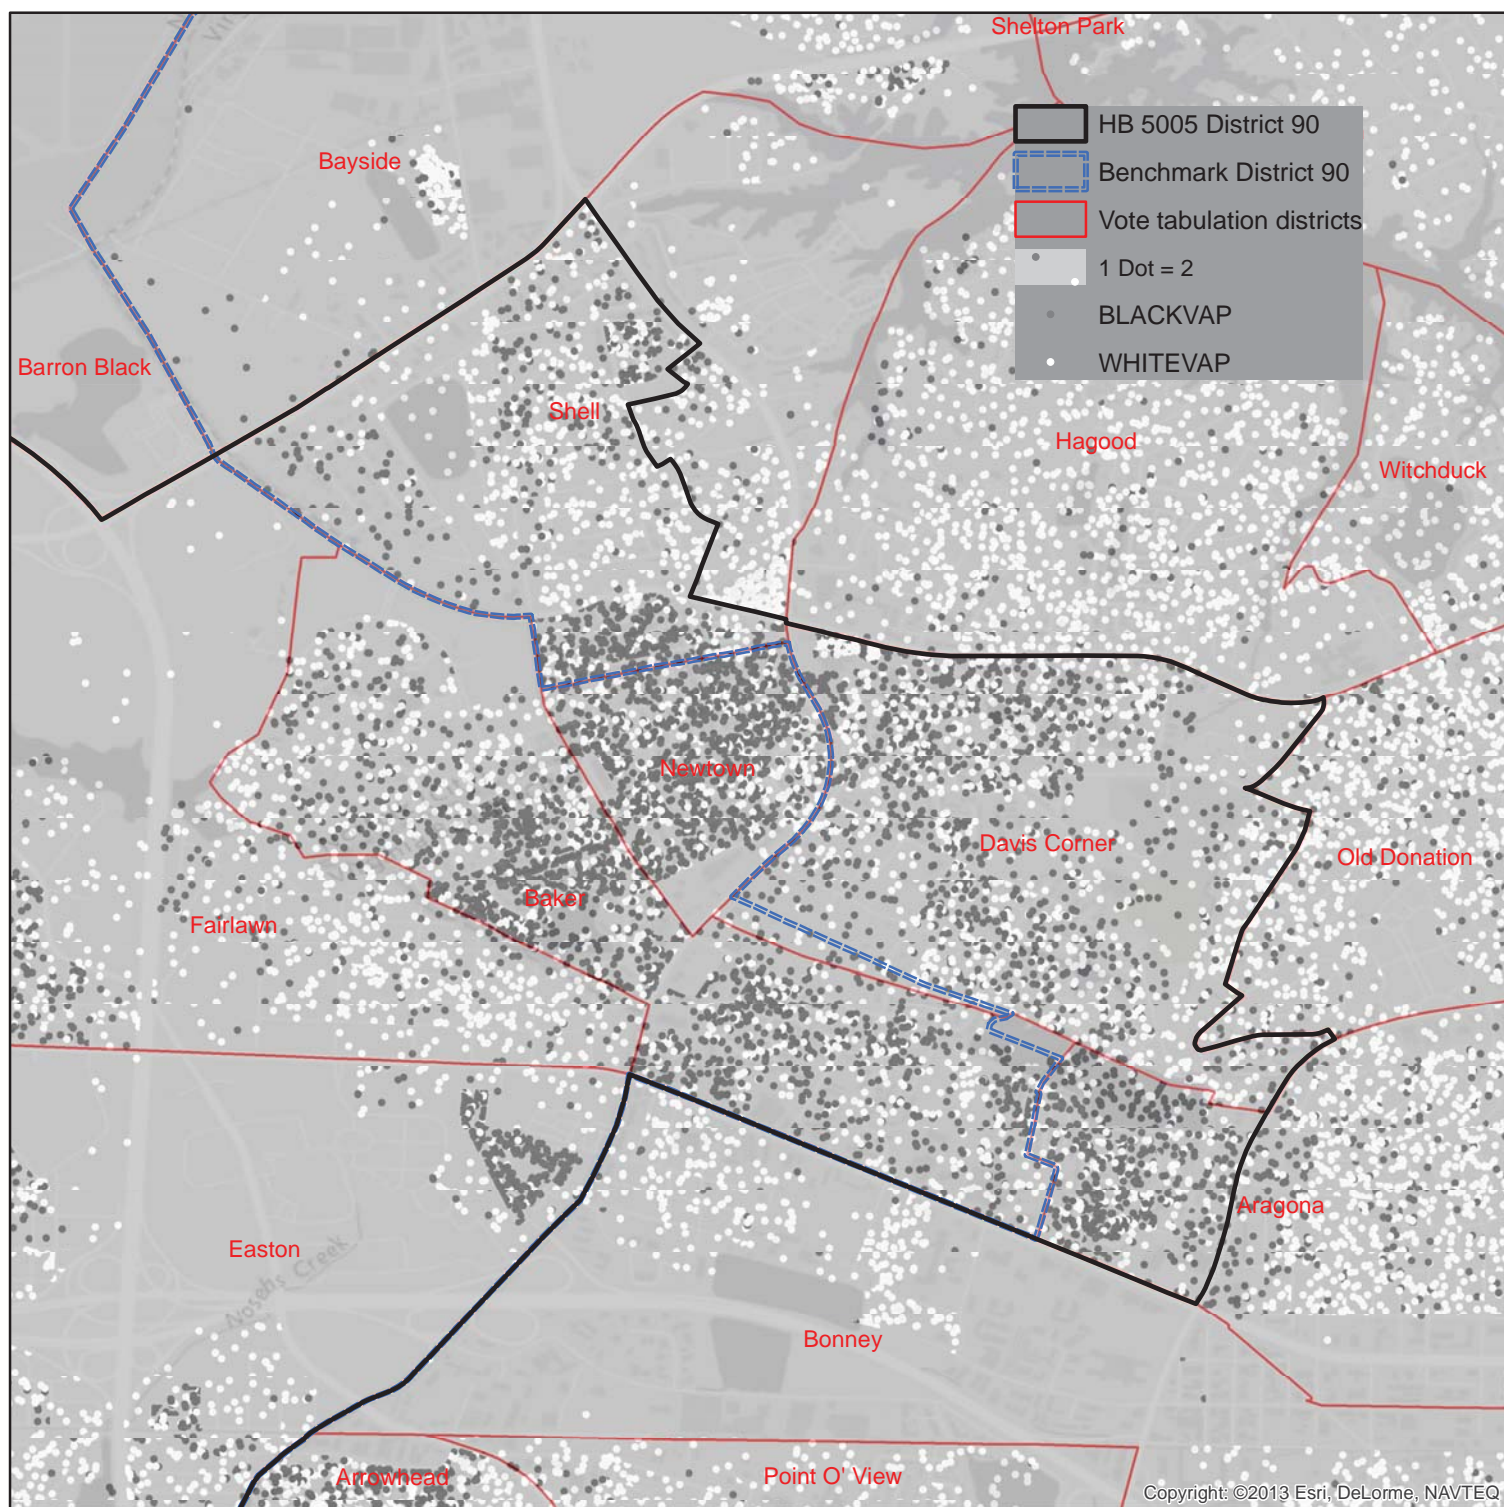 Shelton Park
HB 5005 District 90
Benchmark District 90
Vote tabulation districts
1 Dot = 2
BLACKVAP
WHITEVAP
Bayside
Barron Black
Shell
Hagood
Witchduck
Newtown
Davis Corner
Old Donation
Baker
Fairlawn
Aragona
Easton
Nosehs Creek
Bonney
Arrowhead
Point O' View
Copyright: ©2013 Esri, DeLorme, NAVTEQ